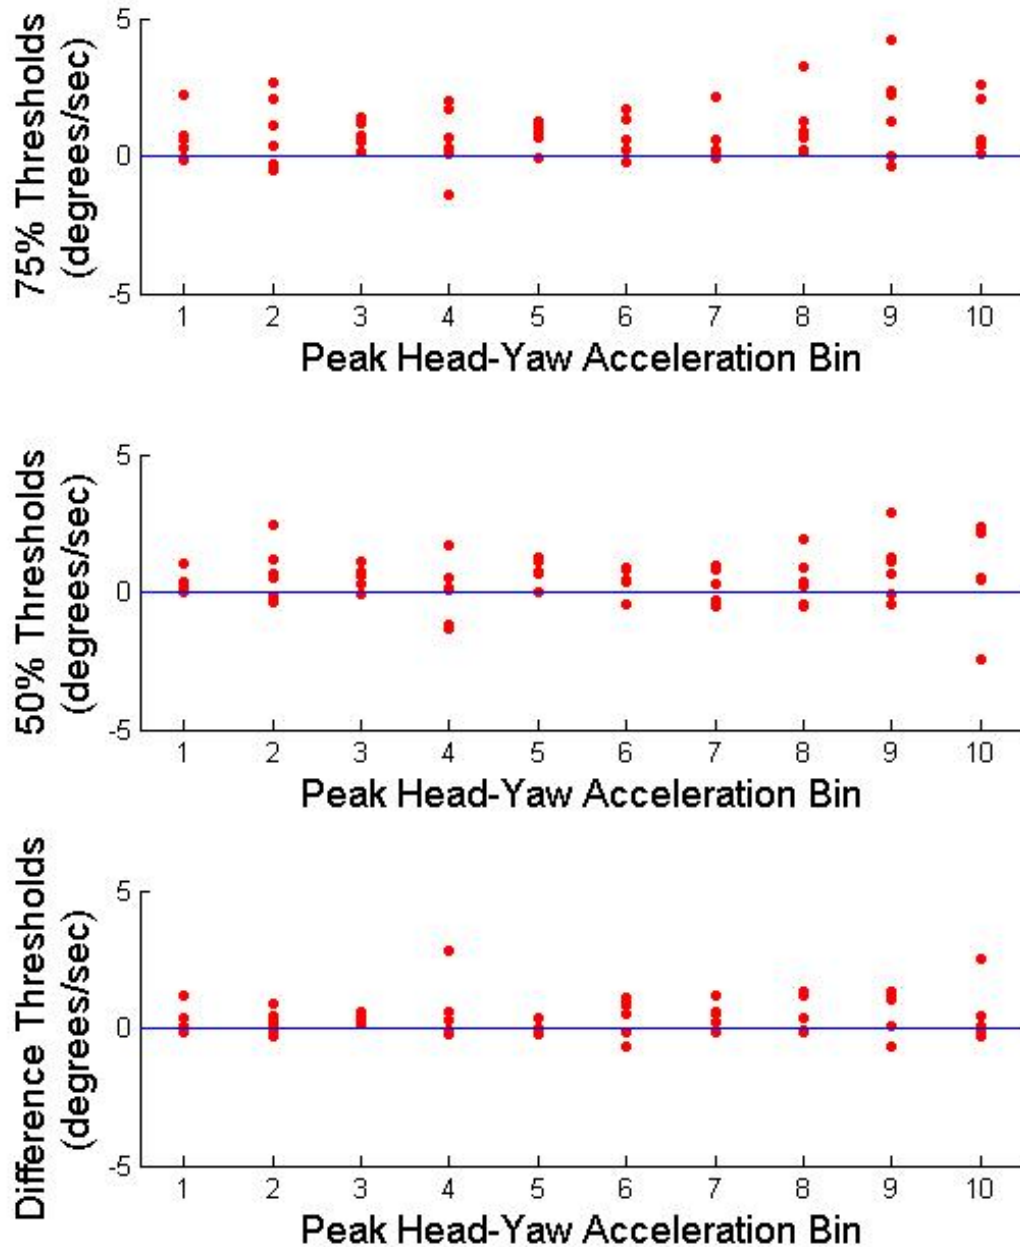 75% Thresholds
(degrees/sec)
5
0
-5
1 2 3 4 5 6 7 8 9 10
Peak Head-Yaw Acceleration Bin
50% Thresholds
(degrees/sec)
5
0
-5
1 2 3 4 5 6 7 8 9 10
Peak Head-Yaw Acceleration Bin
Difference Thresholds
(degrees/sec)
5
0
-5
1 2 3 4 5 6 7 8 9 10
Peak Head-Yaw Acceleration Bin